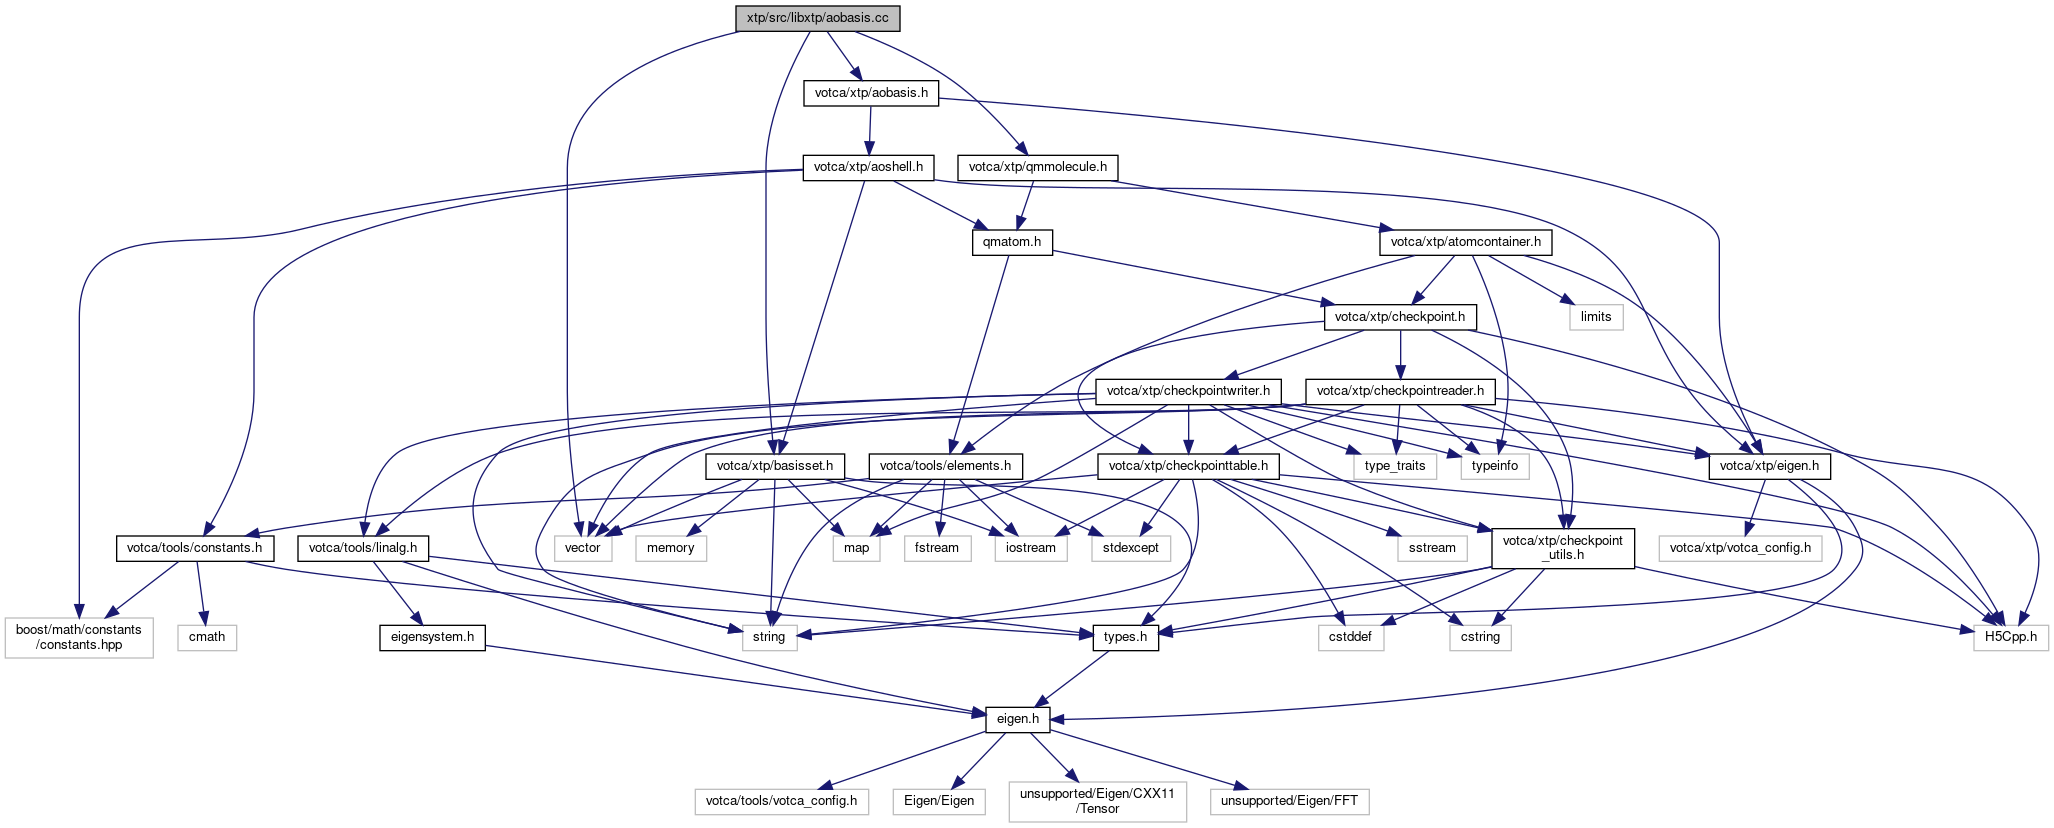 xtp/src/libxtp/aobasis.cc
votca/xtp/aobasis.h
votca/xtp/aoshell.h
votca/xtp/qmmolecule.h
qmatom.h
votca/xtp/atomcontainer.h
votca/xtp/checkpoint.h
limits
votca/xtp/checkpointwriter.h
votca/xtp/checkpointreader.h
votca/xtp/basisset.h
votca/tools/elements.h
votca/xtp/checkpointtable.h
type_traits
typeinfo
votca/xtp/eigen.h
votca/tools/constants.h
votca/tools/linalg.h
vector
memory
map
fstream
iostream
stdexcept
sstream
votca/xtp/checkpoint
_utils.h
votca/xtp/votca_config.h
boost/math/constants
/constants.hpp
cmath
eigensystem.h
string
types.h
cstddef
cstring
H5Cpp.h
eigen.h
votca/tools/votca_config.h
Eigen/Eigen
unsupported/Eigen/CXX11
/Tensor
unsupported/Eigen/FFT